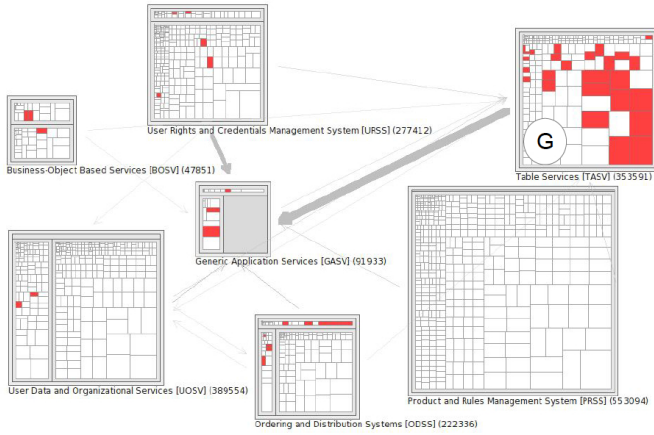 G
User Rights and Credentials Management System [URSS] (277412)
Business-Object Based Services [BOSV] (47851)
Table Services [TASV] (353591)
Generic Application Services [GASV] (91933)
User Data and Organizational Services [UOSV] (389554)
Product and Rules Management System [PRSS] (553094)
Ordering and Distribution Systems [ODSS] (222336)